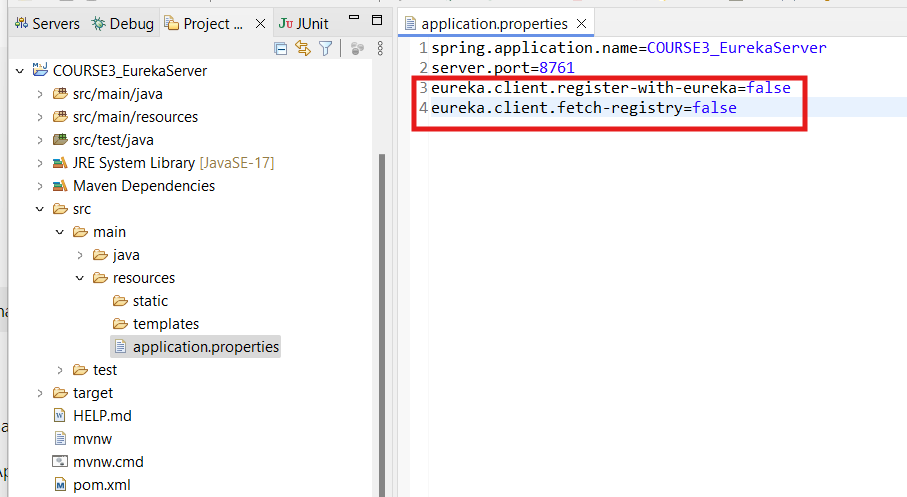 Servers Debug Project ... JUnit
COURSE3_EurekaServer
src/main/java
src/main/resources
src/test/java
JRE System Library [JavaSE-17]
Maven Dependencies
src
main
java
resources
static
templates
application.properties
test
target
HELP.md
mvnw
mvnw.cmd
pom.xml
application.properties
1 spring.application.name=COURSE3_EurekaServer
2 server.port=8761
3 eureka.client.register-with-eureka=false
4 eureka.client.fetch-registry=false